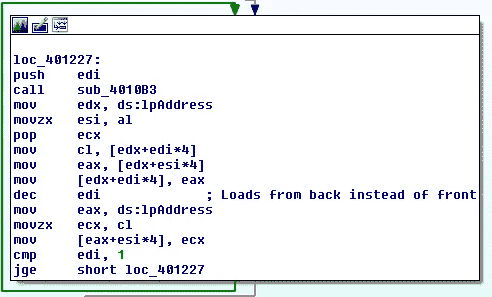 loc_401227:
push edi
call sub_4010B3
mov edx, ds:lpAddress
movzx esi, al
pop ecx
mov cl, [edx+edi*4]
mov eax, [edx+esi*4]
mov [edx+edi*4], eax
dec edi ; Loads from back instead of front
mov eax, ds:lpAddress
movzx ecx, cl
mov [eax+esi*4], ecx
cmp edi, 1
jge short loc_401227